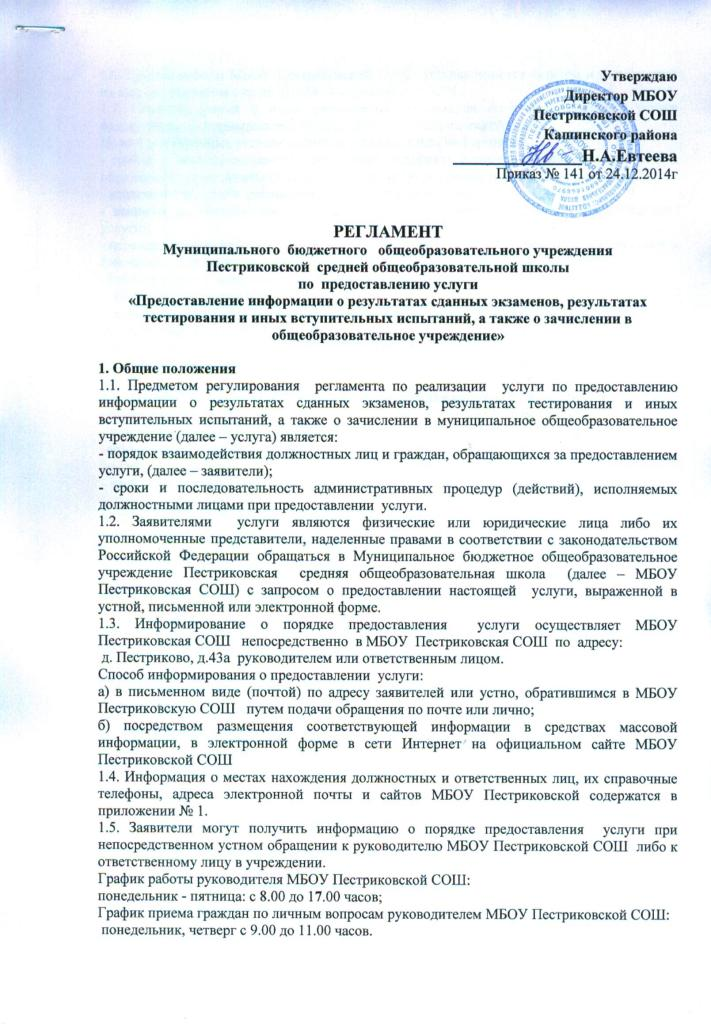 Утверждаю
Директор МБОУ
Пестриковской СОШ
Кашинского района
Н.А.Евтеева
Приказ № 141 от 24.12.2014г
РЕГЛАМЕНТ
Муниципального бюджетного общеобразовательного учреждения
Пестриковской средней общеобразовательной школы
по предоставлению услуги
«Предоставление информации о результатах сданных экзаменов, результатах
тестирования и иных вступительных испытаний, а также о зачислении в
общеобразовательное учреждение»
1. Общие положения
1.1. Предметом регулирования регламента по реализации услуги по предоставлению
информации о результатах сданных экзаменов, результатах тестирования и иных
вступительных испытаний, а также о зачислении в муниципальное общеобразовательное
учреждение (далее – услуга) является:
- порядок взаимодействия должностных лиц и граждан, обращающихся за предоставлением
услуги, (далее – заявители);
- сроки и последовательность административных процедур (действий), исполняемых
должностными лицами при предоставлении услуги.
1.2. Заявителями услуги являются физические или юридические лица либо их
уполномоченные представители, наделенные правами в соответствии с законодательством
Российской Федерации обращаться в Муниципальное бюджетное общеобразовательное
учреждение Пестриковская средняя общеобразовательная школа (далее – МБОУ
Пестриковская СОШ) с запросом о предоставлении настоящей услуги, выраженной в
устной, письменной или электронной форме.
1.3. Информирование о порядке предоставления услуги осуществляет МБОУ
Пестриковская СОШ непосредственно в МБОУ Пестриковская СОШ по адресу:
д. Пестриково, д.43а руководителем или ответственным лицом.
Способ информирования о предоставлении услуги:
а) в письменном виде (почтой) по адресу заявителей или устно, обратившимся в МБОУ
Пестриковскую СОШ путем подачи обращения по почте или лично;
б) посредством размещения соответствующей информации в средствах массовой
информации, в электронной форме в сети Интернет на официальном сайте МБОУ
Пестриковской СОШ
1.4. Информация о местах нахождения должностных и ответственных лиц, их справочные
телефоны, адреса электронной почты и сайтов МБОУ Пестриковской содержатся в
приложении № 1.
1.5. Заявители могут получить информацию о порядке предоставления услуги при
непосредственном устном обращении к руководителю МБОУ Пестриковской СОШ либо к
ответственному лицу в учреждении.
График работы руководителя МБОУ Пестриковской СОШ:
понедельник - пятница: с 8.00 до 17.00 часов;
График приема граждан по личным вопросам руководителем МБОУ Пестриковской СОШ:
понедельник, четверг с 9.00 до 11.00 часов.